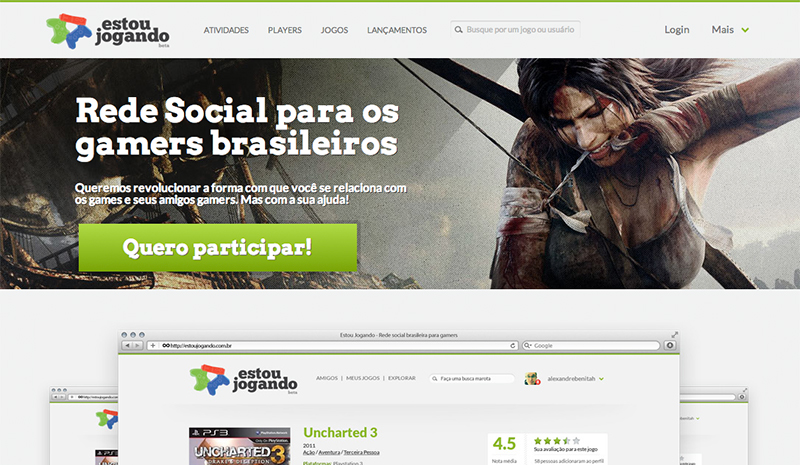 estou
jogando
beta
ATIVIDADES PLAYERS JOGOS LANÇAMENTOS Busque por um jogo ou usuário Login Mais
Rede Social para os
gamers brasileiros
Queremos revolucionar a forma com que você se relaciona com
os games e seus amigos gamers. Mas com a sua ajuda!
Quero participar!
Estou Jogando - Rede social brasileira para gamers
http://estoujogando.com.br Google
estou
jogando
beta
AMIGOS | MEUS JOGOS | EXPLORAR Faça uma busca marota alexandrebenitah
PS3
UNCHARTED 3
DRAKE'S DECEPTION
Uncharted 3
2011
Ação / Aventura / Terceira Pessoa
Plataformas: Playstation 3
4.5
Nota média
Sua avaliação para este jogo
58 pessoas adicionaram ao perfil